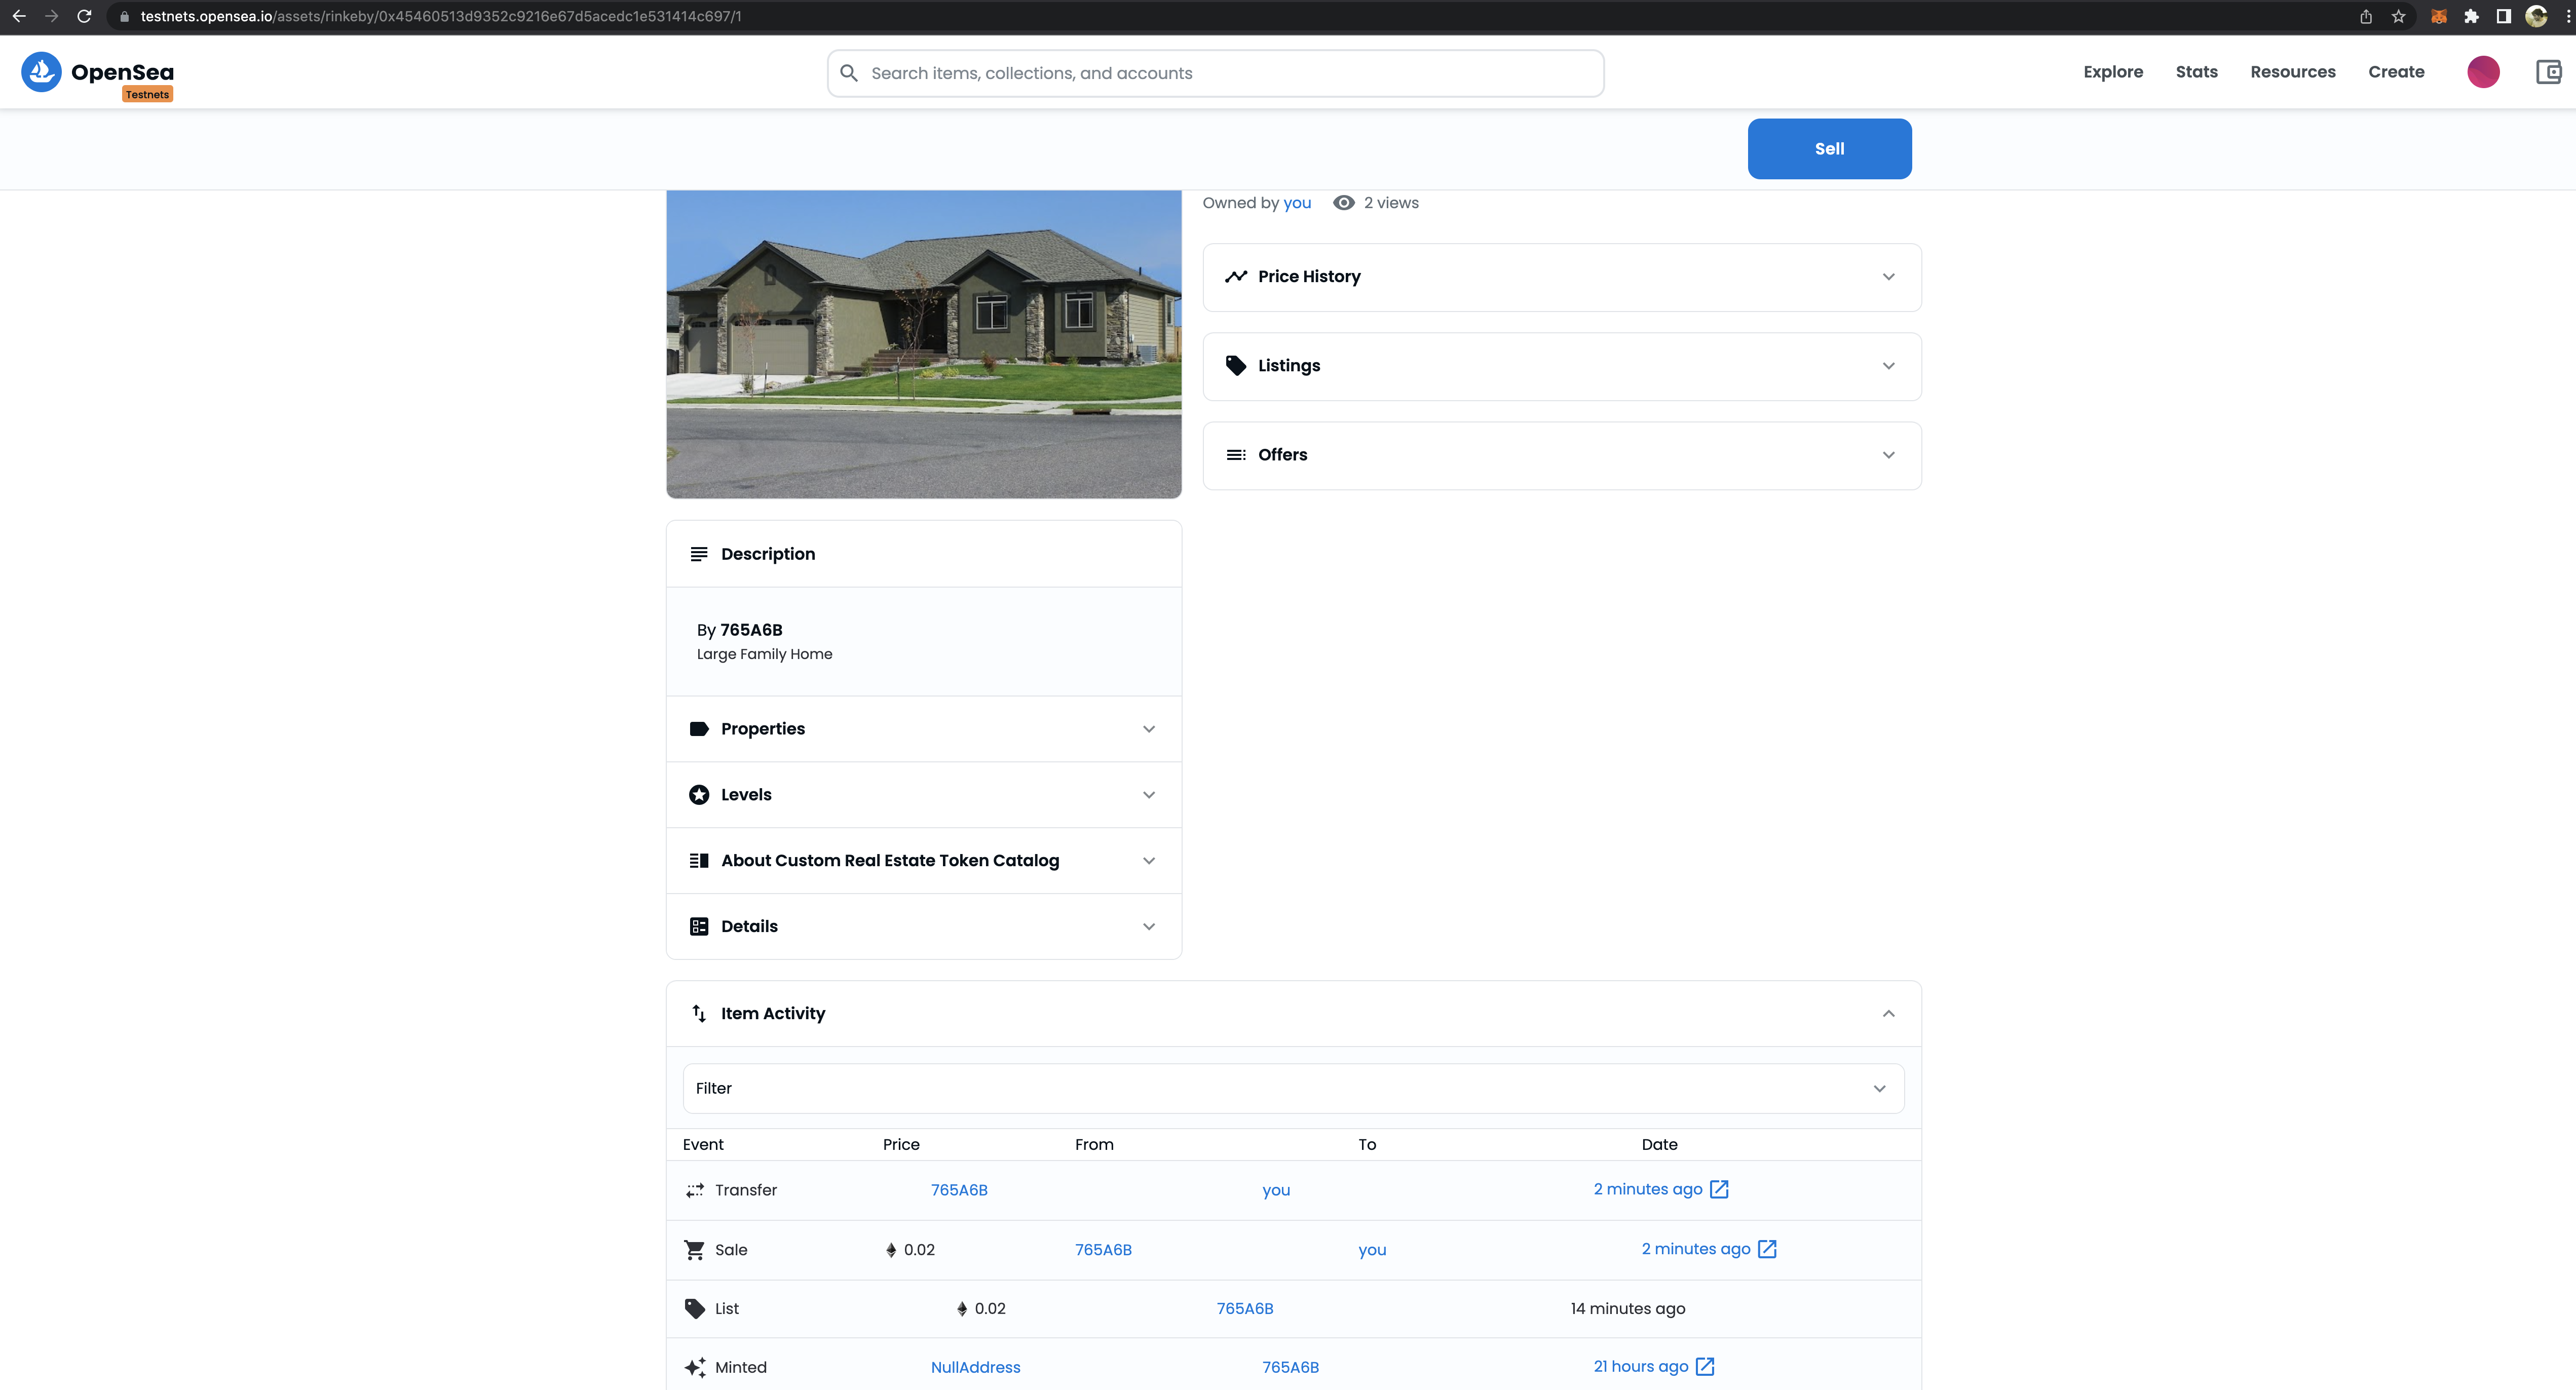 testnets.opensea.io/assets/rinkeby/0x45460513d9352c9216e67d5acedc1e531414c697/1
OpenSea
Testnets
Search items, collections, and accounts
Explore Stats Resources Create
Sell
Owned by you 2 views
Price History
Listings
Offers
Description
By 765A6B
Large Family Home
Properties
Levels
About Custom Real Estate Token Catalog
Details
Item Activity
Filter
Event Price From To Date
Transfer 765A6B you 2 minutes ago
Sale 0.02 765A6B you 2 minutes ago
List 0.02 765A6B 14 minutes ago
Minted NullAddress 765A6B 21 hours ago